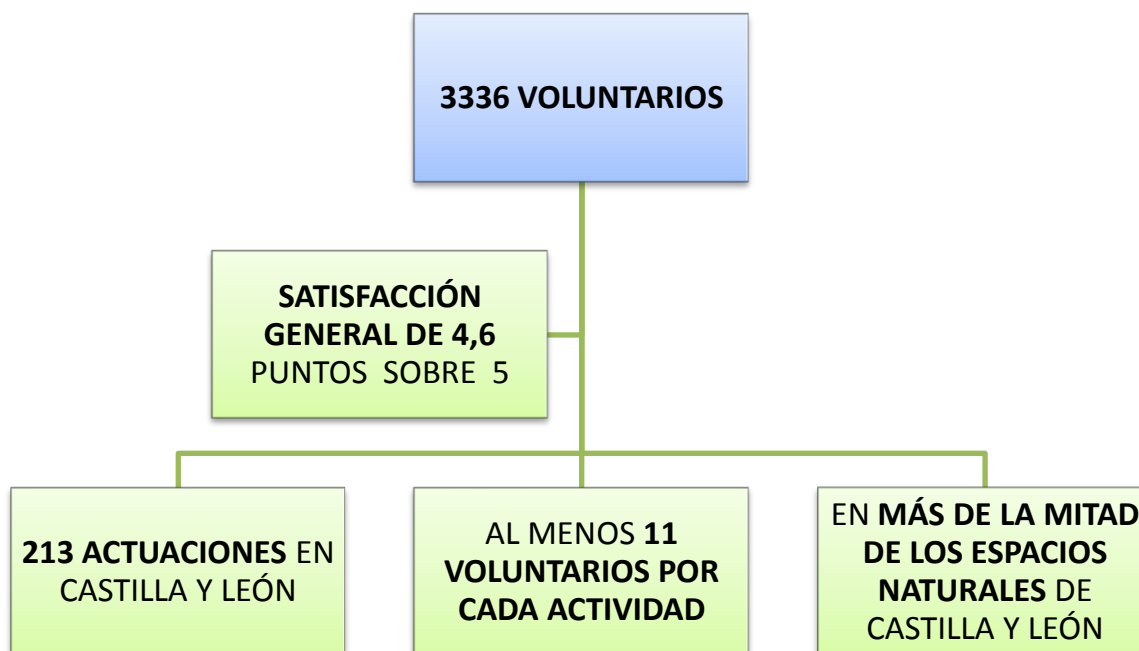 3336 VOLUNTARIOS
SATISFACCIÓN
GENERAL DE 4,6
PUNTOS SOBRE 5
213 ACTUACIONES EN
CASTILLA Y LEÓN
AL MENOS 11
VOLUNTARIOS POR
CADA ACTIVIDAD
EN MÁS DE LA MITAD
DE LOS ESPACIOS
NATURALES DE
CASTILLA Y LEÓN